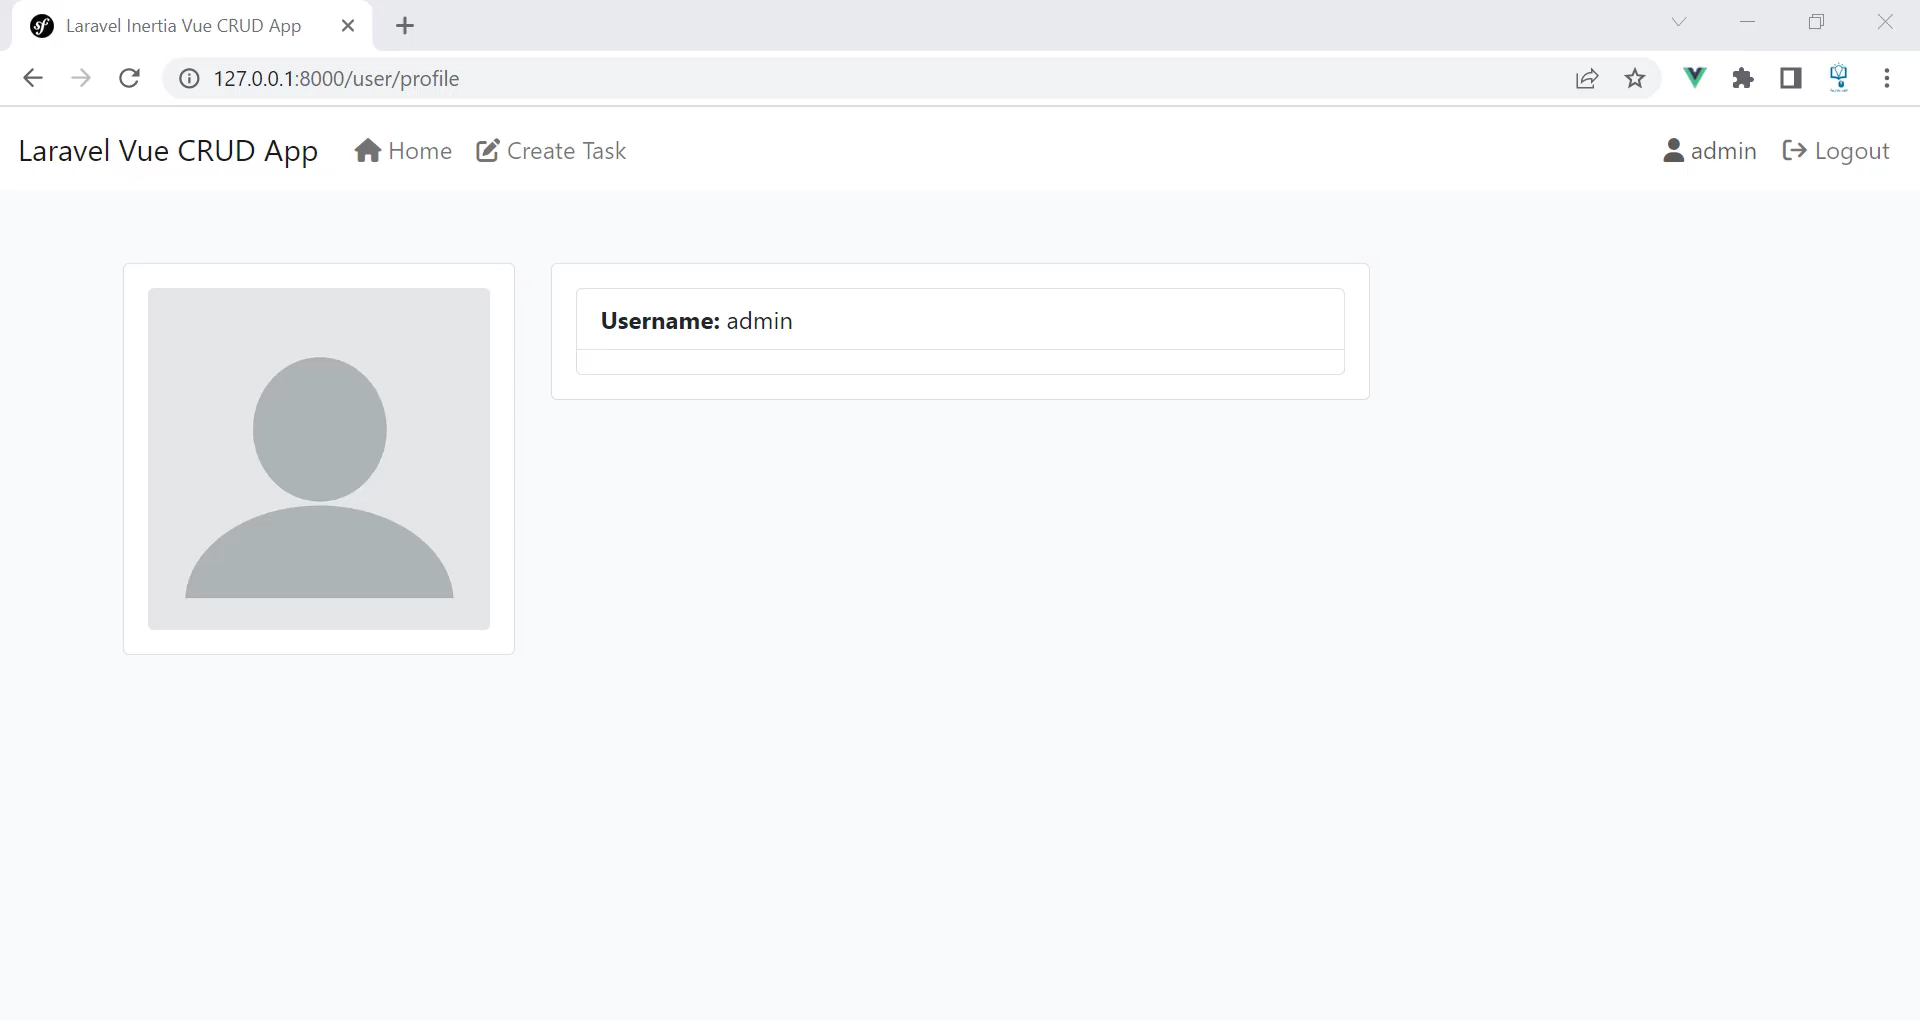 Laravel Inertia Vue CRUD App
127.0.0.1:8000/user/profile
Laravel Vue CRUD App Home Create Task admin Logout
Username: admin